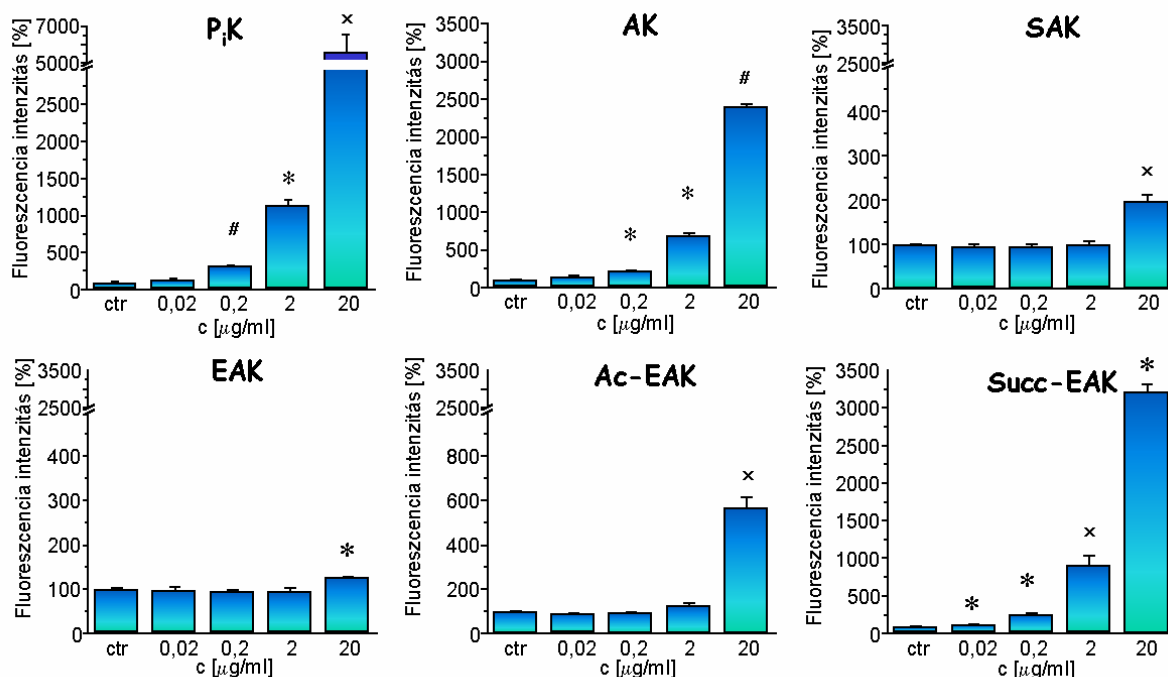 PiK
Fluoreszcencia intenzitás [%]
7000
5000
2500
2000
1500
1000
500
0
#
*
×
ctr 0,02 0,2 2 20
c [μg/ml]
AK
Fluoreszcencia intenzitás [%]
3500
3000
2500
2000
1500
1000
500
0
*
*
#
ctr 0,02 0,2 2 20
c [μg/ml]
SAK
Fluoreszcencia intenzitás [%]
3500
2500
400
300
200
100
0
×
ctr 0,02 0,2 2 20
c [μg/ml]
EAK
Fluoreszcencia intenzitás [%]
3500
2500
400
300
200
100
0
*
ctr 0,02 0,2 2 20
c [μg/ml]
Ac-EAK
Fluoreszcencia intenzitás [%]
3500
2500
800
600
400
200
0
×
ctr 0,02 0,2 2 20
c [μg/ml]
Succ-EAK
Fluoreszcencia intenzitás [%]
3500
3000
2500
2000
1500
1000
500
0
*
*
×
*
ctr 0,02 0,2 2 20
c [μg/ml]